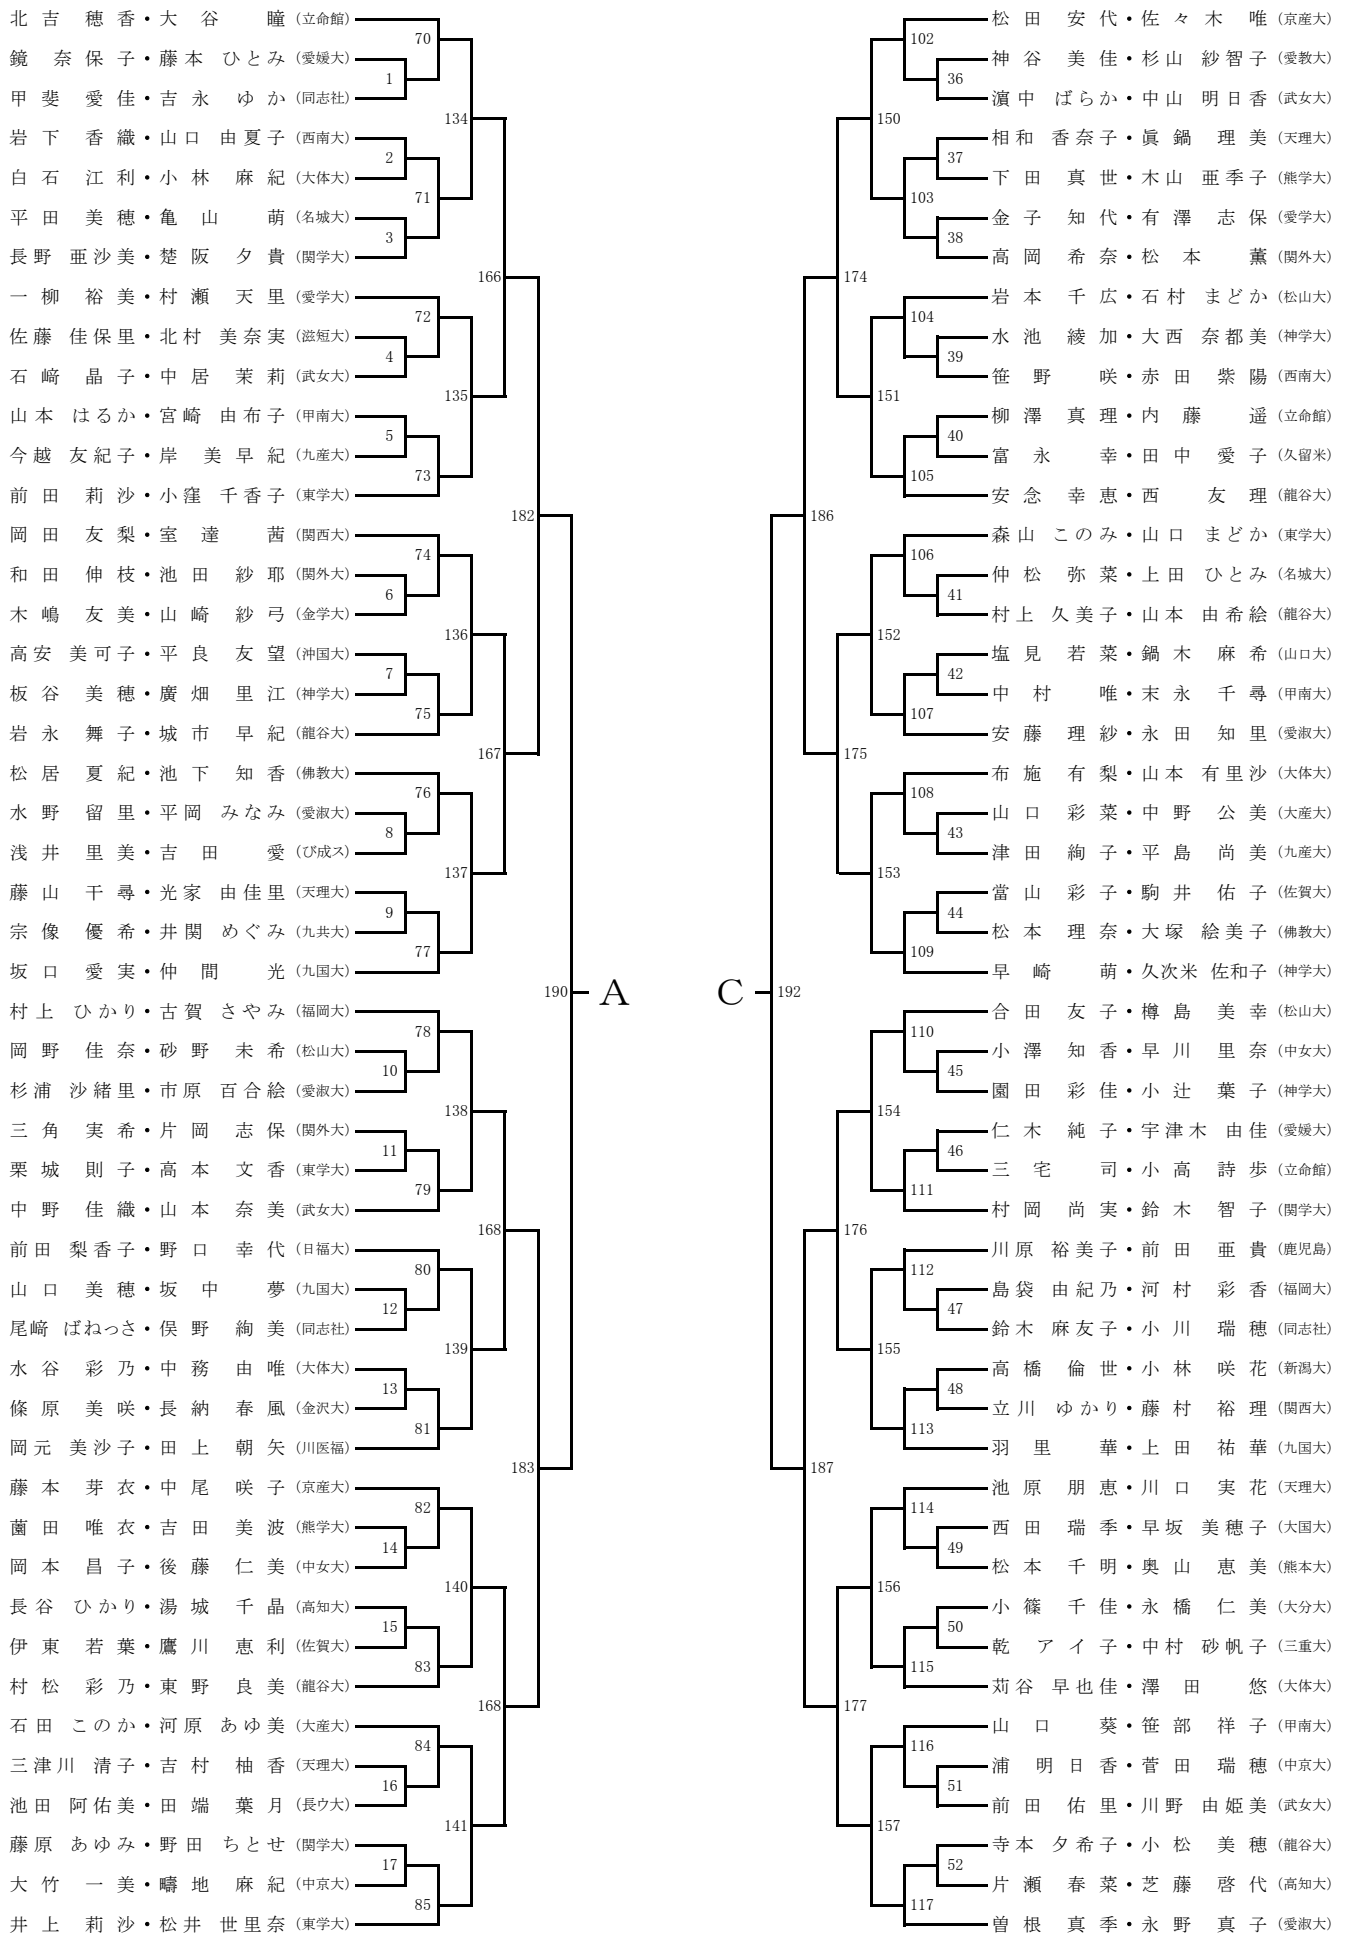 北吉 穂香・大谷 瞳 (立命館)
70
鏡 奈保子・藤本 ひとみ (愛媛大)
1
甲斐 愛佳・吉永 ゆか (同志社)
134
岩下 香織・山口 由夏子 (西南大)
2
白石 江利・小林 麻紀 (大体大)
71
平田 美穂・亀山 萌 (名城大)
3
長野 亜沙美・楚阪 夕貴 (関学大)
166
一柳 裕美・村瀬 天里 (愛学大)
72
佐藤 佳保里・北村 美奈実 (滋短大)
4
石﨑 晶子・中居 茉莉 (武女大)
135
山本 はるか・宮崎 由布子 (甲南大)
5
今越 友紀子・岸 美早紀 (九産大)
73
前田 莉沙・小窪 千香子 (東学大)
182
岡田 友梨・室達 茜 (関西大)
74
和田 伸枝・池田 紗耶 (関外大)
6
木嶋 友美・山崎 紗弓 (金学大)
136
高安 美可子・平良 友望 (沖国大)
7
板谷 美穂・廣畑 里江 (神学大)
75
岩永 舞子・城市 早紀 (龍谷大)
167
松居 夏紀・池下 知香 (佛教大)
76
水野 留里・平岡 みなみ (愛淑大)
8
浅井 里美・吉田 愛 (び成ス)
137
藤山 千尋・光家 由佳里 (天理大)
9
宗像 優希・井関 めぐみ (九共大)
77
坂口 愛実・仲間 光 (九国大)
190 A
村上 ひかり・古賀 さやみ (福岡大)
78
岡野 佳奈・砂野 未希 (松山大)
10
杉浦 沙緒里・市原 百合絵 (愛淑大)
138
三角 実希・片岡 志保 (関外大)
11
栗城 則子・高本 文香 (東学大)
79
中野 佳織・山本 奈美 (武女大)
168
前田 梨香子・野口 幸代 (日福大)
80
山口 美穂・坂中 夢 (九国大)
12
尾﨑 ばねっさ・俣野 絢美 (同志社)
139
水谷 彩乃・中務 由唯 (大体大)
13
篠原 美咲・長納 春風 (金沢大)
81
岡元 美沙子・田上 朝矢 (川医福)
183
藤本 芽衣・中尾 咲子 (京産大)
82
薗田 唯衣・吉田 美波 (熊学大)
14
岡本 昌子・後藤 仁美 (中女大)
140
長谷 ひかり・湯城 千晶 (高知大)
15
伊東 若葉・鷹川 恵利 (佐賀大)
83
村松 彩乃・東野 良美 (龍谷大)
168
石田 このか・河原 あゆ美 (大産大)
84
三津川 清子・吉村 柚香 (天理大)
16
池田 阿佑美・田端 葉月 (長ウ大)
141
藤原 あゆみ・野田 ちとせ (関学大)
17
大竹 一美・疇地 麻紀 (中京大)
85
井上 莉沙・松井 世里奈 (東学大)
松田 安代・佐々木 唯 (京産大)
102
神谷 美佳・杉山 紗智子 (愛教大)
36
濵中 ばらか・中山 明日香 (武女大)
150
相和 香奈子・眞鍋 理美 (天理大)
37
下田 真世・木山 亜季子 (熊学大)
103
金子 知代・有澤 志保 (愛学大)
38
高岡 希奈・松本 薫 (関外大)
174
岩本 千広・石村 まどか (松山大)
104
水池 綾加・大西 奈都美 (神学大)
39
笹野 咲・赤田 紫陽 (西南大)
151
柳澤 真理・内藤 遥 (立命館)
40
富永 幸・田中 愛子 (久留米)
105
安念 幸恵・西 友理 (龍谷大)
186
森山 このみ・山口 まどか (東学大)
106
仲松 弥菜・上田 ひとみ (名城大)
41
村上 久美子・山本 由希絵 (龍谷大)
152
塩見 若菜・鍋木 麻希 (山口大)
42
中村 唯・末永 千尋 (甲南大)
107
安藤 理紗・永田 知里 (愛淑大)
175
布施 有梨・山本 有里沙 (大体大)
108
山口 彩菜・中野 公美 (大産大)
43
津田 絢子・平島 尚美 (九産大)
153
當山 彩子・駒井 佑子 (佐賀大)
44
松本 理奈・大塚 絵美子 (佛教大)
109
早崎 萌・久次米 佐和子 (神学大)
C 192
合田 友子・樽島 美幸 (松山大)
110
小澤 知香・早川 里奈 (中女大)
45
園田 彩佳・小辻 葉子 (神学大)
154
仁木 純子・宇津木 由佳 (愛媛大)
46
三宅 司・小高 詩歩 (立命館)
111
村岡 尚実・鈴木 智子 (関学大)
176
川原 裕美子・前田 亜貴 (鹿児島)
112
島袋 由紀乃・河村 彩香 (福岡大)
47
鈴木 麻友子・小川 瑞穂 (同志社)
155
高橋 倫世・小林 咲花 (新潟大)
48
立川 ゆかり・藤村 裕理 (関西大)
113
羽里 華・上田 祐華 (九国大)
187
池原 朋恵・川口 実花 (天理大)
114
西田 瑞季・早坂 美穂子 (大国大)
49
松本 千明・奥山 恵美 (熊本大)
156
小篠 千佳・永橋 仁美 (大分大)
50
乾 アイ子・中村 砂帆子 (三重大)
115
苅谷 早也佳・澤田 悠 (大体大)
177
山口 葵・笹部 祥子 (甲南大)
116
浦 明日香・菅田 瑞穂 (中京大)
51
前田 佑里・川野 由姫美 (武女大)
157
寺本 夕希子・小松 美穂 (龍谷大)
52
片瀬 春菜・芝藤 啓代 (高知大)
117
曽根 真季・永野 真子 (愛淑大)